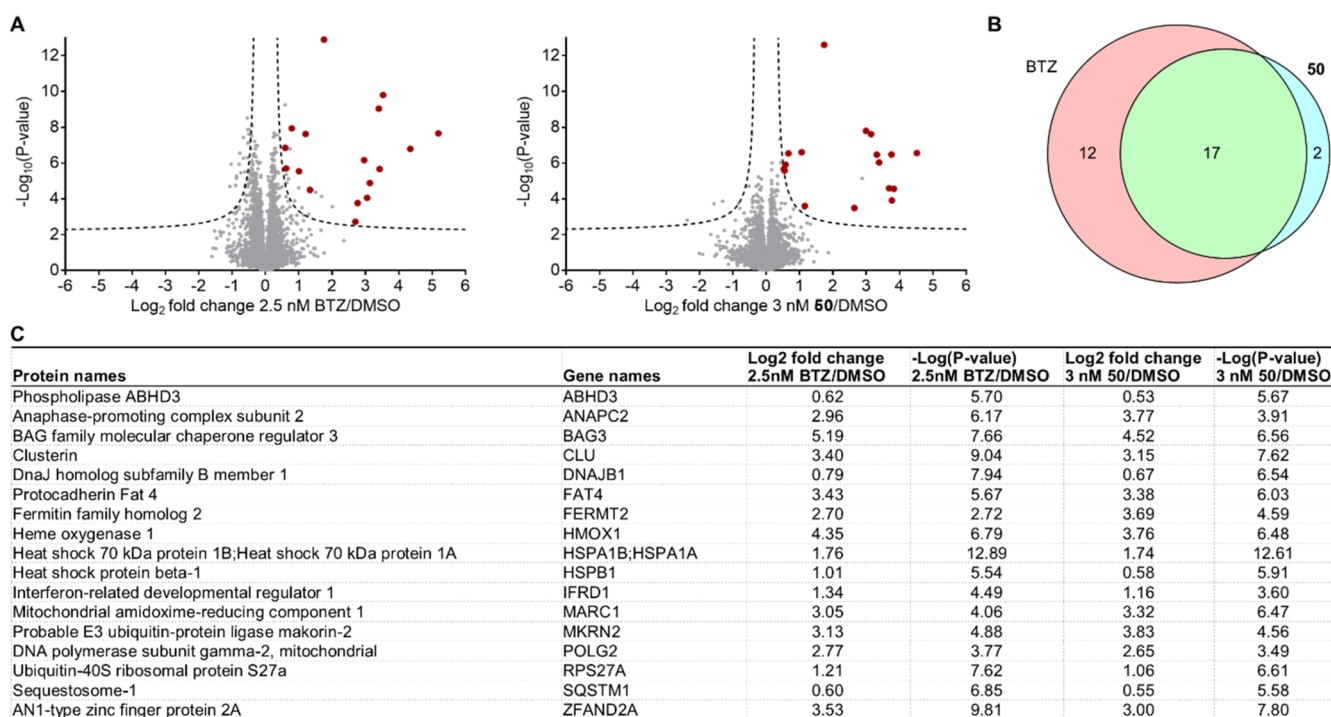 A
-Log10(P-value)
12
10
8
6
4
2
0
-6 -5 -4 -3 -2 -1 0 1 2 3 4 5 6
Log2 fold change 2.5 nM BTZ/DMSO
-Log10(P-value)
12
10
8
6
4
2
0
-6 -5 -4 -3 -2 -1 0 1 2 3 4 5 6
Log2 fold change 3 nM 50/DMSO
B
BTZ
50
12
17
2
C
Protein names Gene names Log2 fold change 2.5nM BTZ/DMSO -Log(P-value) 2.5nM BTZ/DMSO Log2 fold change 3 nM 50/DMSO -Log(P-value) 3 nM 50/DMSO
Phospholipase ABHD3 ABHD3 0.62 5.70 0.53 5.67
Anaphase-promoting complex subunit 2 ANAPC2 2.96 6.17 3.77 3.91
BAG family molecular chaperone regulator 3 BAG3 5.19 7.66 4.52 6.56
Clusterin CLU 3.40 9.04 3.15 7.62
DnaJ homolog subfamily B member 1 DNAJB1 0.79 7.94 0.67 6.54
Protocadherin Fat 4 FAT4 3.43 5.67 3.38 6.03
Fermitin family homolog 2 FERMT2 2.70 2.72 3.69 4.59
Heme oxygenase 1 HMOX1 4.35 6.79 3.76 6.48
Heat shock 70 kDa protein 1B;Heat shock 70 kDa protein 1A HSPA1B;HSPA1A 1.76 12.89 1.74 12.61
Heat shock protein beta-1 HSPB1 1.01 5.54 0.58 5.91
Interferon-related developmental regulator 1 IFRD1 1.34 4.49 1.16 3.60
Mitochondrial amidoxime-reducing component 1 MARC1 3.05 4.06 3.32 6.47
Probable E3 ubiquitin-protein ligase makorin-2 MKRN2 3.13 4.88 3.83 4.56
DNA polymerase subunit gamma-2, mitochondrial POLG2 2.77 3.77 2.65 3.49
Ubiquitin-40S ribosomal protein S27a RPS27A 1.21 7.62 1.06 6.61
Sequestosome-1 SQSTM1 0.60 6.85 0.55 5.58
AN1-type zinc finger protein 2A ZFAND2A 3.53 9.81 3.00 7.80